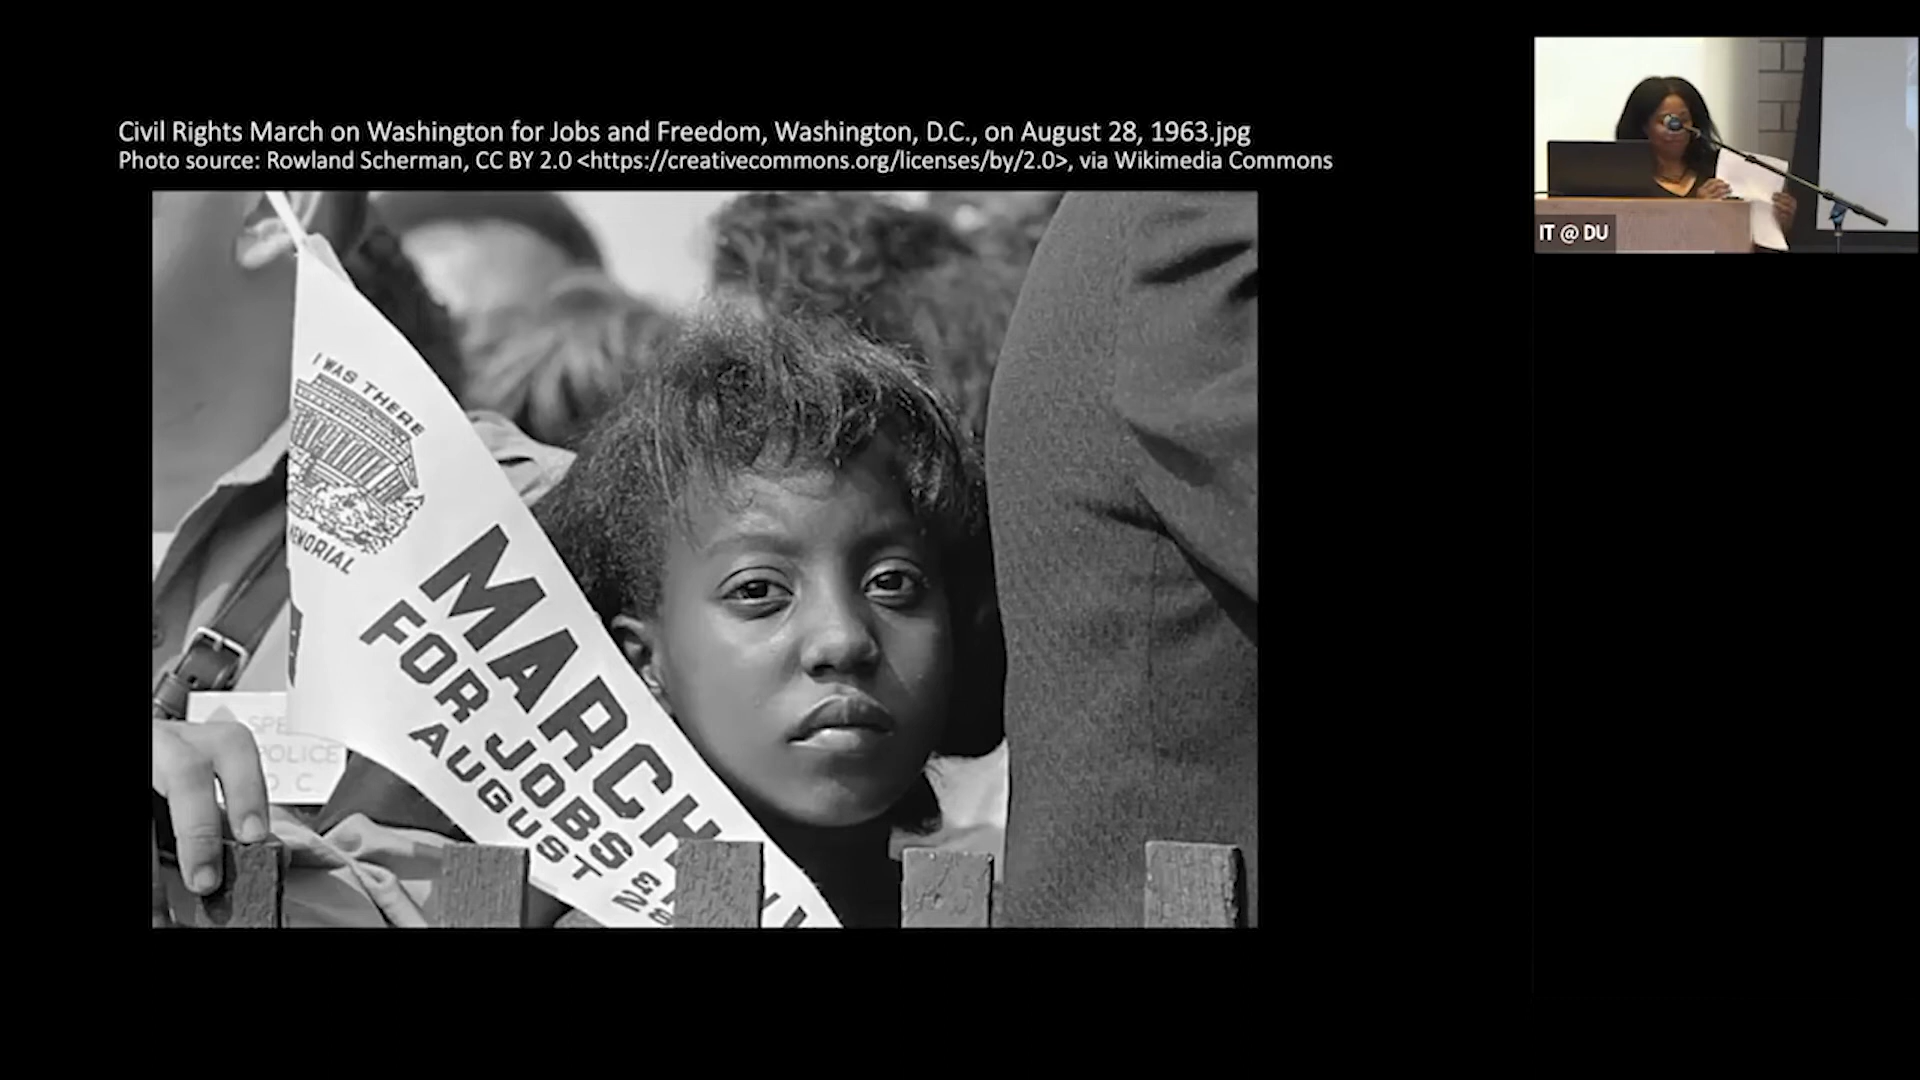 Civil Rights March on Washington for Jobs and Freedom, Washington, D.C., on August 28, 1963.jpg
Photo source: Rowland Scherman, CC BY 2.0 <https://creativecommons.org/licenses/by/2.0>, via Wikimedia Commons
IT @ DU
I WAS THERE
MEMORIAL
MARCH
FOR JOBS &
AUGUST 28
SPE
POLICE
D C